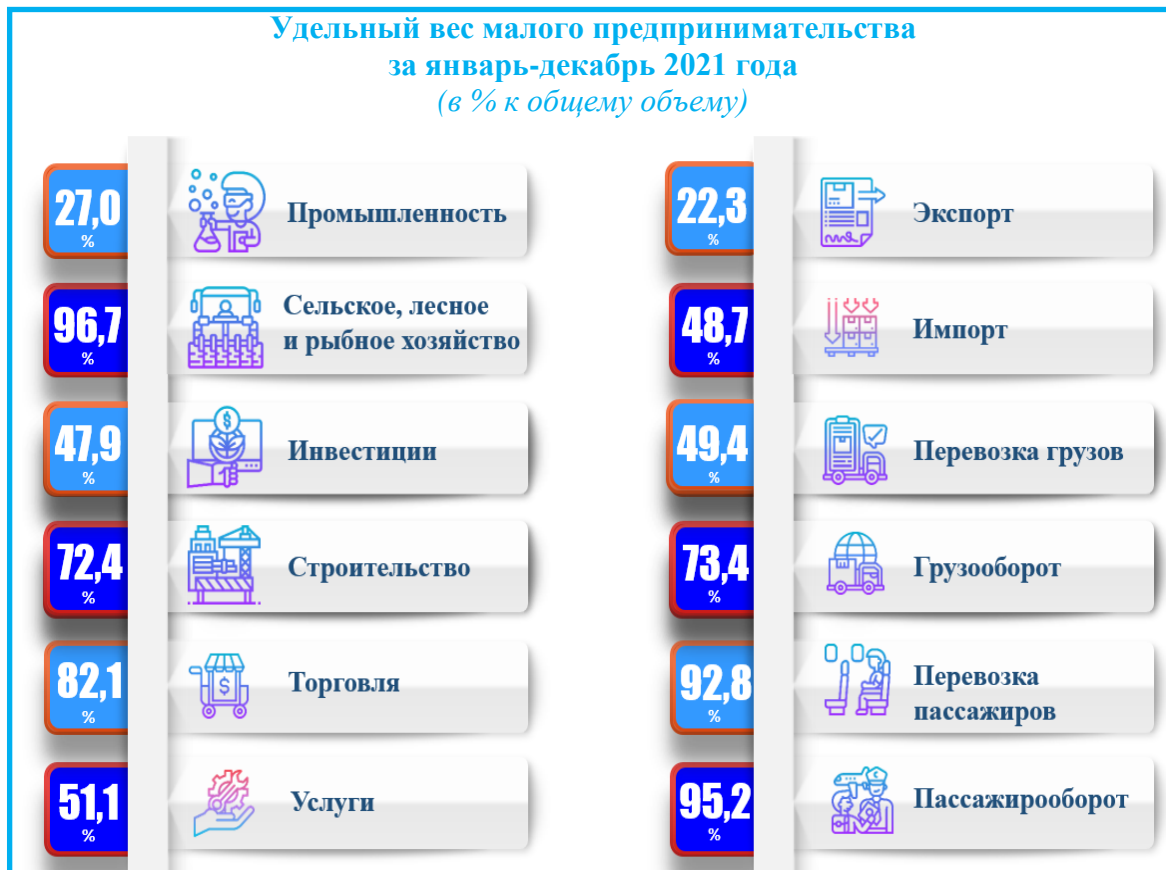 Удельный вес малого предпринимательства
за январь-декабрь 2021 года
(в % к общему объему)
27,0
%
Промышленность
96,7
%
Сельское, лесное
и рыбное хозяйство
47,9
%
Инвестиции
72,4
%
Строительство
82,1
%
Торговля
51,1
%
Услуги
22,3
%
Экспорт
48,7
%
Импорт
49,4
%
Перевозка грузов
73,4
%
Грузооборот
92,8
%
Перевозка
пассажиров
95,2
%
Пассажирооборот